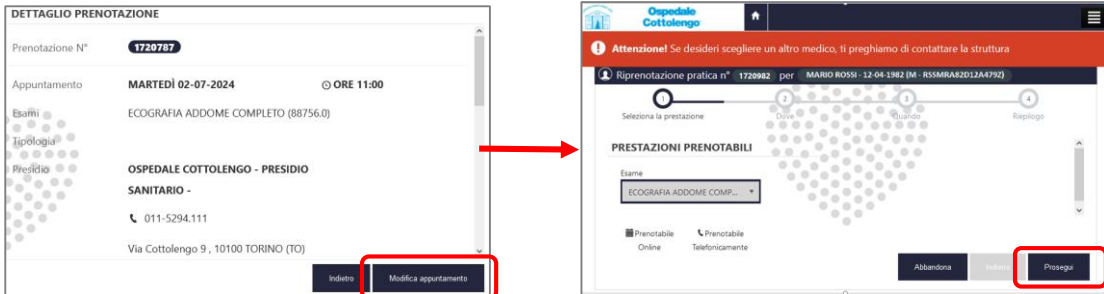 DETTAGLIO PRENOTAZIONE
Prenotazione N° 1720787
Appuntamento MARTEDÌ 02-07-2024 ORE 11:00
Esami ECOGRAFIA ADDOME COMPLETO (88756.0)
Tipologia
Presidio OSPEDALE COTTOLENGO - PRESIDIO
SANITARIO -
011-5294.111
Via Cottolengo 9 , 10100 TORINO (TO)
Indietro Modifica appuntamento
Ospedale
Cottolengo
Attenzione! Se desideri scegliere un altro medico, ti preghiamo di contattare la struttura
Riprenotazione pratica n° 1720982 per MARIO ROSSI - 12-04-1982 (M - RSSMRA82D12A479Z)
1 2 3 4
Seleziona la prestazione Dove Quando Riepilogo
PRESTAZIONI PRENOTABILI
Esame
ECOGRAFIA ADDOME COMP...
Prenotabile Prenotabile
Online Telefonicamente
Abbandona Indietro Prosegui